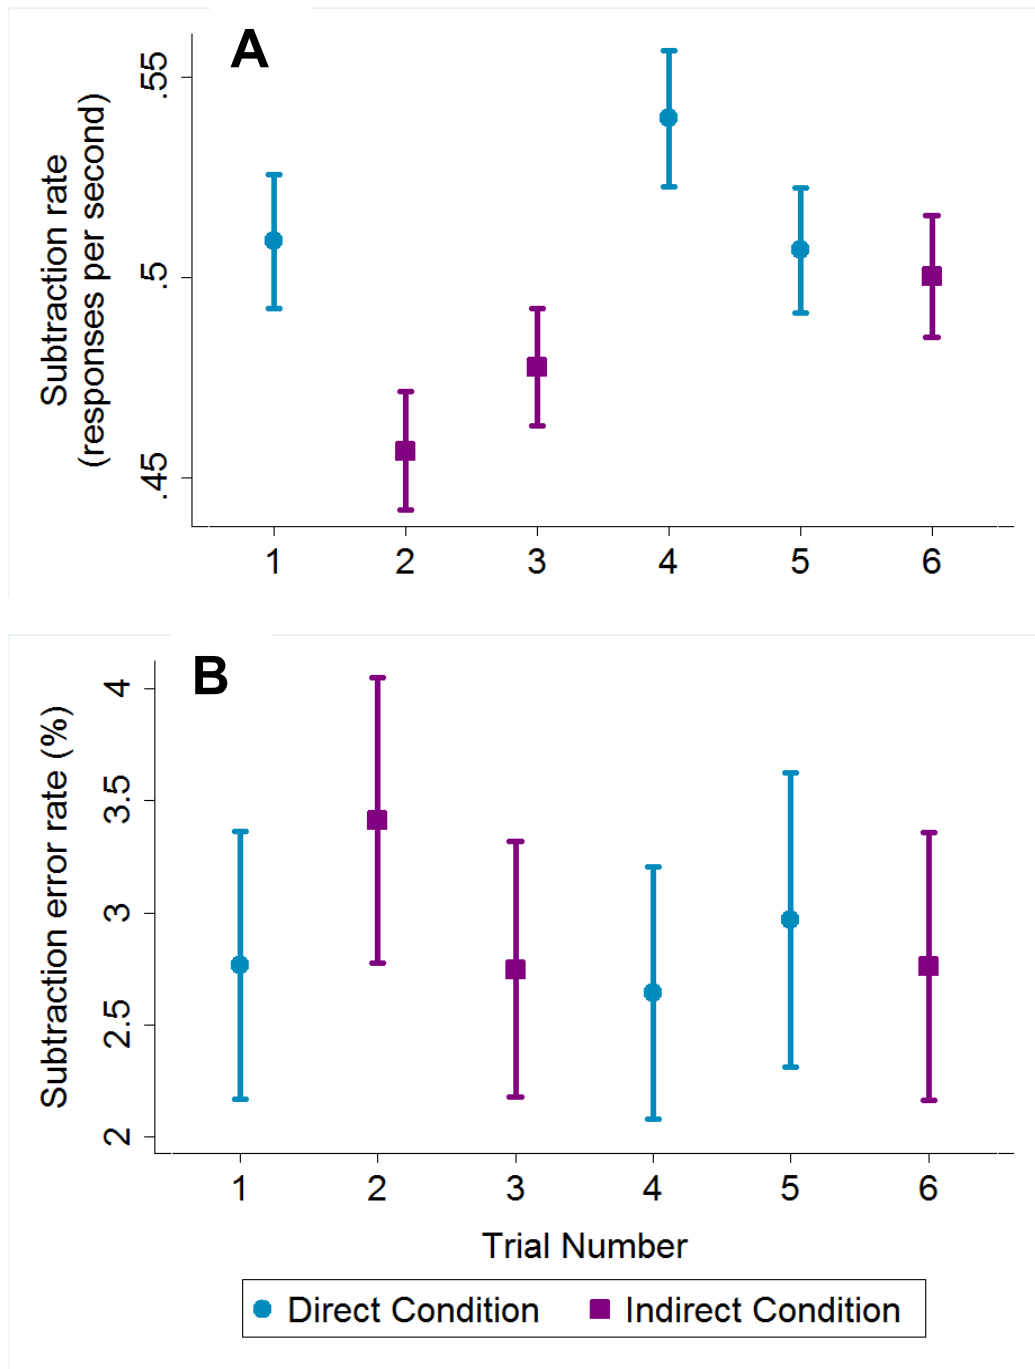 A
Subtraction rate
(responses per second)
.55
.5
.45
1 2 3 4 5 6
B
Subtraction error rate (%)
4
3.5
3
2.5
2
1 2 3 4 5 6
Trial Number
Direct Condition Indirect Condition